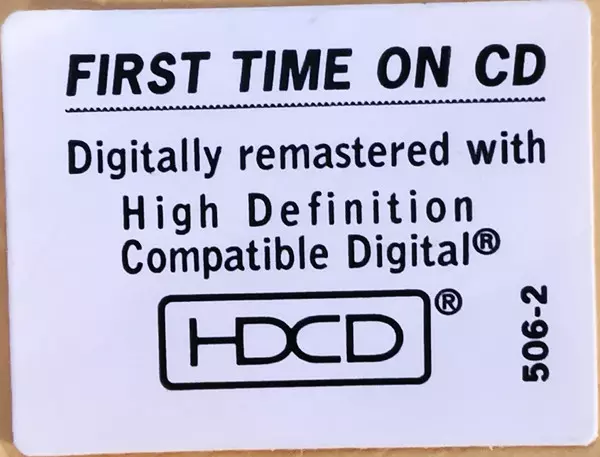 FIRST TIME ON CD
Digitally remastered with
High Definition
Compatible Digital®
HDCD®
506-2